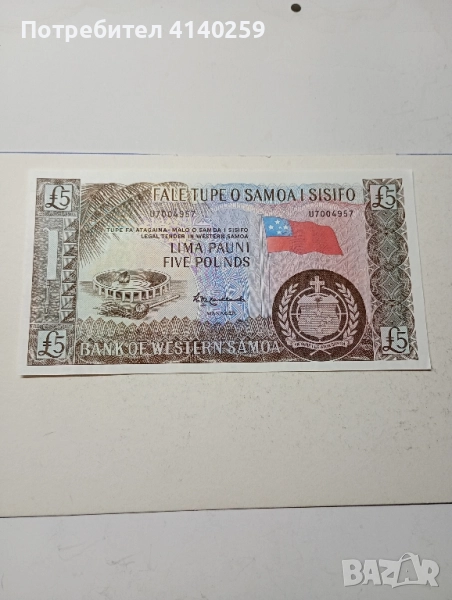 Потребител 4140259
FALE TUPE O SAMOA I SISIFO
£5 £5
U7004957 U7004957
TUPE FA'ATAGAINA-MALO O SAMOA I SISIFO
LEGAL TENDER IN WESTERN SAMOA
LIMA PAUNI
FIVE POUNDS
MANAGER
£5 £5
BANK OF WESTERN SAMOA
BAZAR